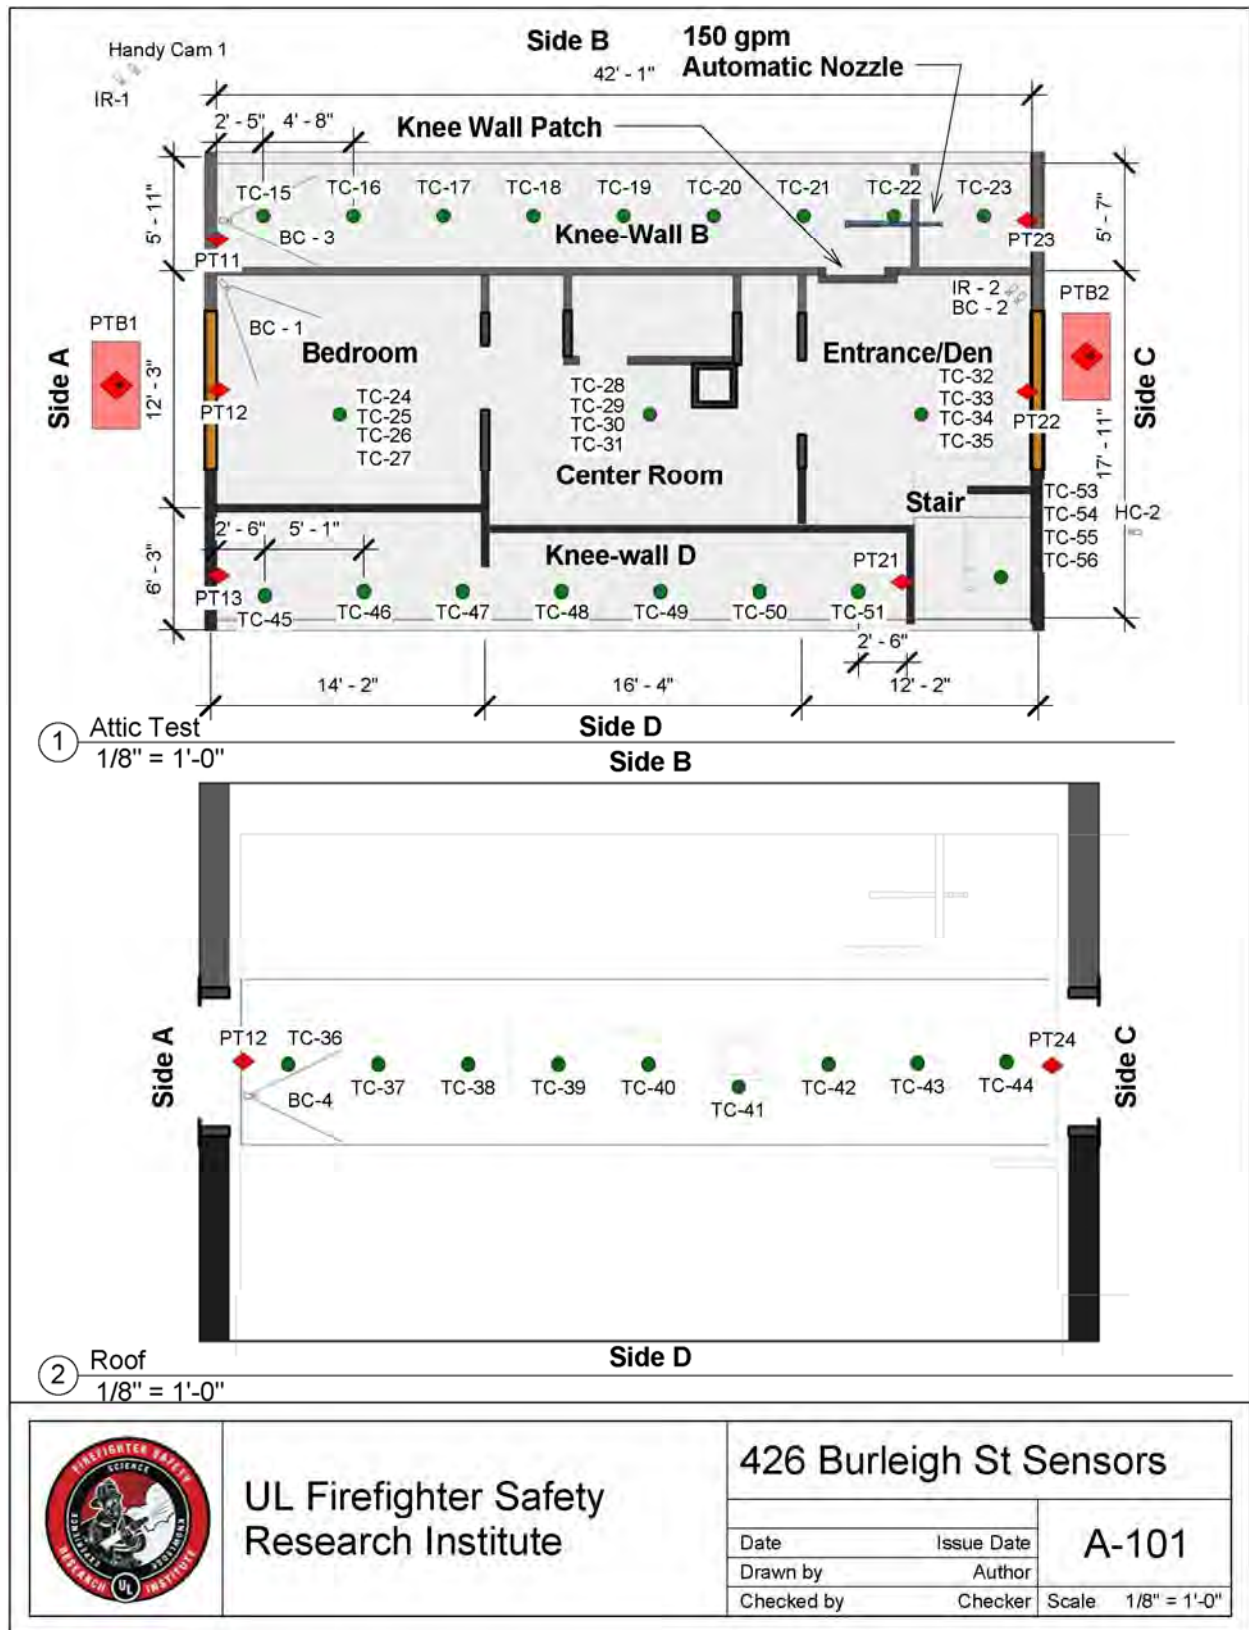 Side B
150 gpm
Automatic Nozzle
Handy Cam 1
IR-1
42' - 1"
2' - 5"
4' - 8"
Knee Wall Patch
TC-15
TC-16
TC-17
TC-18
TC-19
TC-20
TC-21
TC-22
TC-23
5' - 11"
5' - 7"
BC - 3
Knee-Wall B
PT11
PT23
IR - 2
BC - 2
PTB1
PTB2
BC - 1
Bedroom
Entrance/Den
Side A
12' - 3"
Side C
PT12
TC-24
TC-25
TC-26
TC-27
TC-28
TC-29
TC-30
TC-31
TC-32
TC-33
TC-34
TC-35
PT22
17' - 11"
Center Room
Stair
TC-53
TC-54
TC-55
TC-56
HC-2
2' - 6"
5' - 1"
Knee-wall D
PT21
6' - 3"
PT13
TC-45
TC-46
TC-47
TC-48
TC-49
TC-50
TC-51
2' - 6"
14' - 2"
16' - 4"
12' - 2"
1
Attic Test
1/8" = 1'-0"
Side D
Side B
Side A
PT12
TC-36
BC-4
TC-37
TC-38
TC-39
TC-40
TC-41
TC-42
TC-43
TC-44
PT24
Side C
2
Roof
1/8" = 1'-0"
Side D
FIREFIGHTER SAFETY
RESEARCH INSTITUTE
SCIENCE
EXPERIENCE
KNOWLEDGE
UL
UL Firefighter Safety
Research Institute
426 Burleigh St Sensors
Date Issue Date
Drawn by Author
Checked by Checker
A-101
Scale 1/8" = 1'-0"